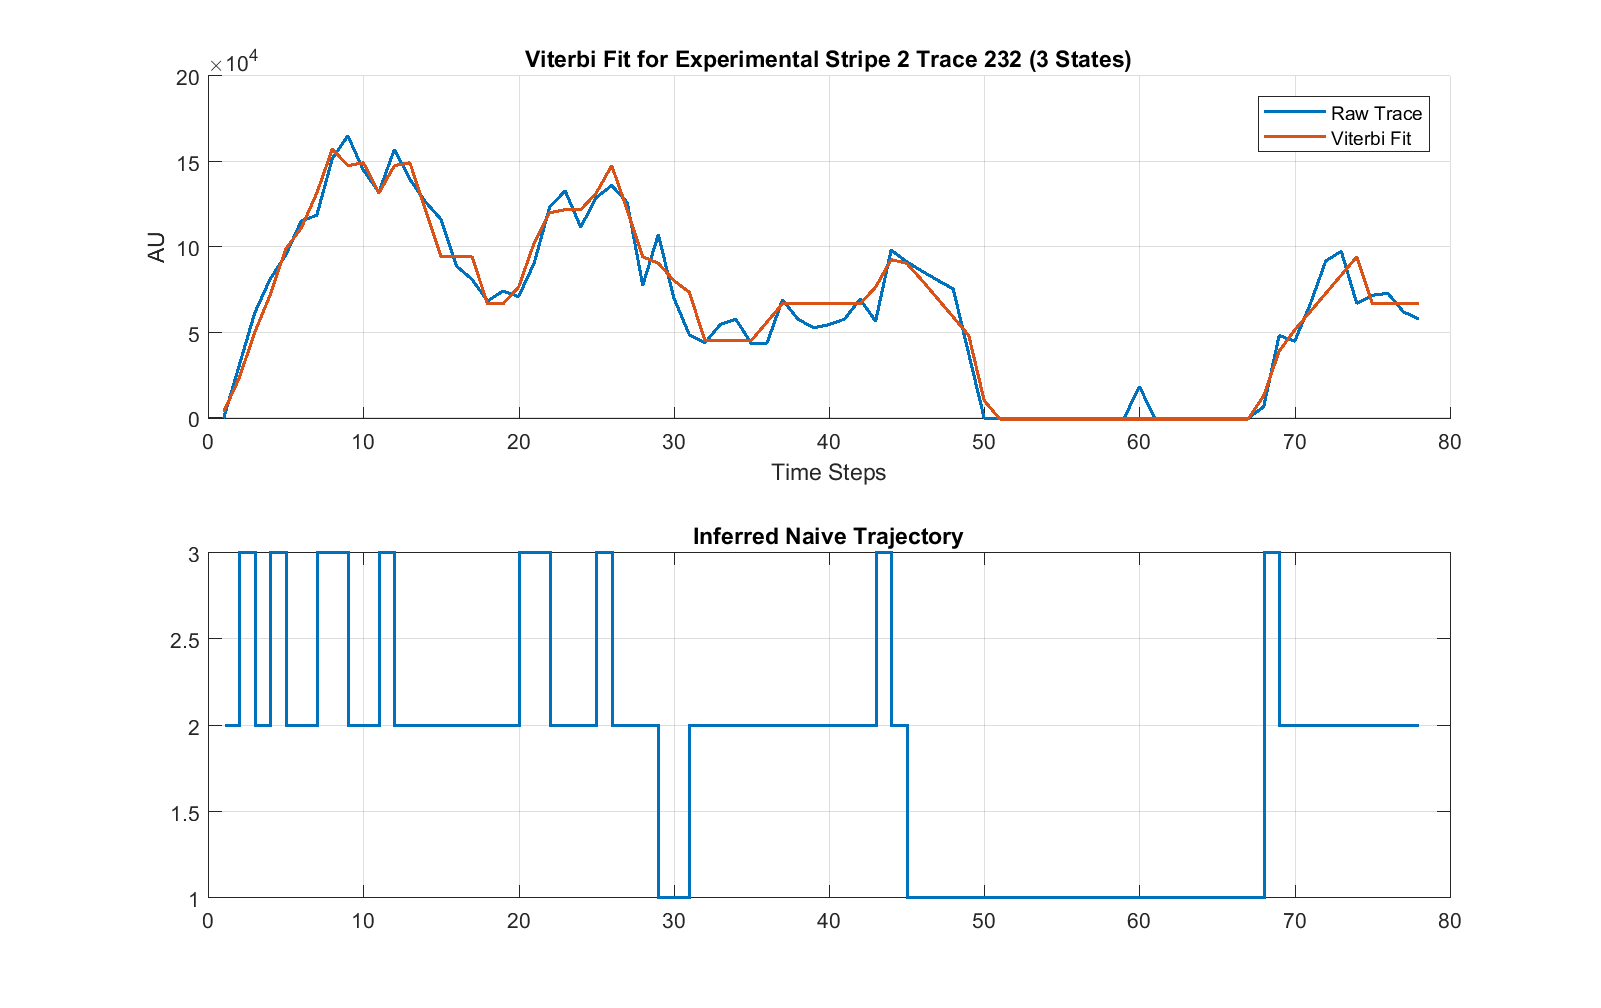 Viterbi Fit for Experimental Stripe 2 Trace 232 (3 States)
×10⁴
20
15
10
5
0
AU
Raw Trace
Viterbi Fit
0 10 20 30 40 50 60 70 80
Time Steps
Inferred Naive Trajectory
3
2.5
2
1.5
1
0 10 20 30 40 50 60 70 80